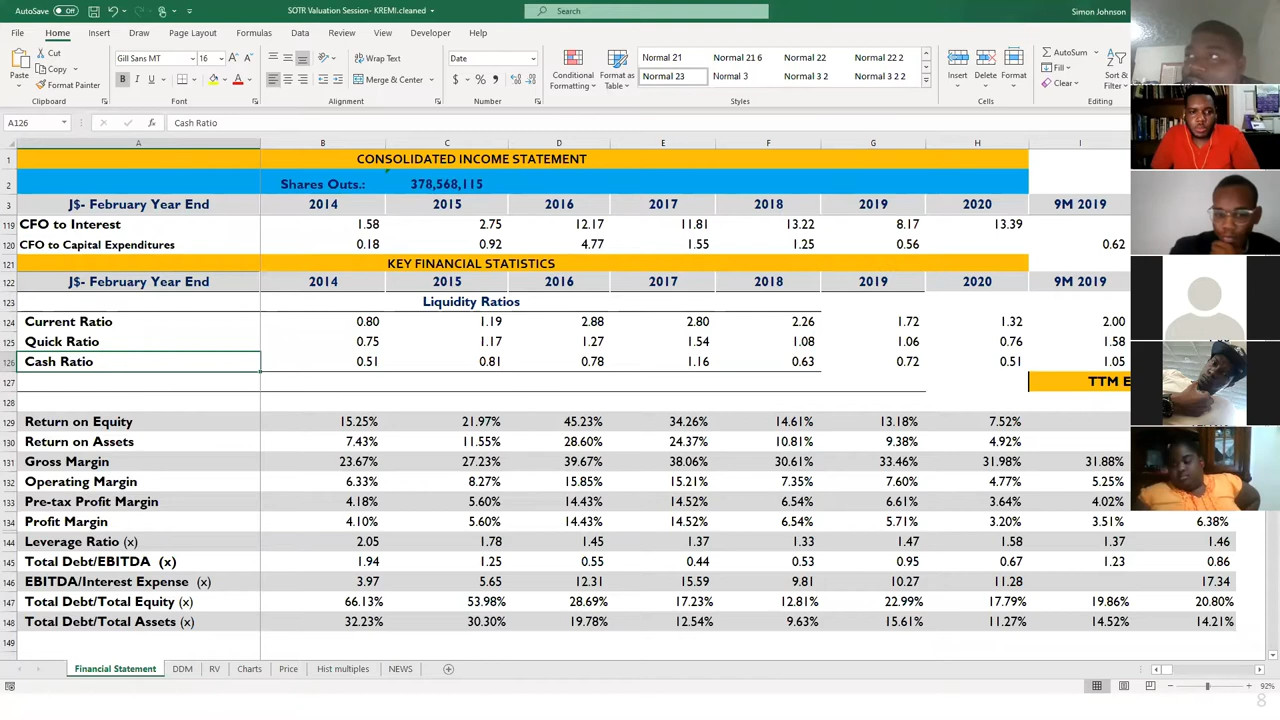 AutoSave Off SOTR Valuation Session- KREMI.cleaned Search Simon Johnson
File Home Insert Draw Page Layout Formulas Data Review View Developer
Paste Cut Copy Format Painter Clipboard
Gill Sans MT 16 Font
Wrap Text Merge & Center Alignment
Date Number
Conditional Formatting Format as Table
Normal 21 Normal 21 6 Normal 22 Normal 22 2
Normal 23 Normal 3 Normal 3 2 Normal 3 2 2
Styles
Insert Delete Format Cells
AutoSum Fill Clear Sort & Filter Editing
A126 Cash Ratio
A B C D E F G H I
1 CONSOLIDATED INCOME STATEMENT
2 Shares Outs.: 378,568,115
3 J$- February Year End 2014 2015 2016 2017 2018 2019 2020 9M 2019
119 CFO to Interest 1.58 2.75 12.17 11.81 13.22 8.17 13.39
120 CFO to Capital Expenditures 0.18 0.92 4.77 1.55 1.25 0.56 0.62
121 KEY FINANCIAL STATISTICS
122 J$- February Year End 2014 2015 2016 2017 2018 2019 2020 9M 2019
123 Liquidity Ratios
124 Current Ratio 0.80 1.19 2.88 2.80 2.26 1.72 1.32 2.00
125 Quick Ratio 0.75 1.17 1.27 1.54 1.08 1.06 0.76 1.58
126 Cash Ratio 0.51 0.81 0.78 1.16 0.63 0.72 0.51 1.05
127 TTM E
128
129 Return on Equity 15.25% 21.97% 45.23% 34.26% 14.61% 13.18% 7.52%
130 Return on Assets 7.43% 11.55% 28.60% 24.37% 10.81% 9.38% 4.92%
131 Gross Margin 23.67% 27.23% 39.67% 38.06% 30.61% 33.46% 31.98% 31.88%
132 Operating Margin 6.33% 8.27% 15.85% 15.21% 7.35% 7.60% 4.77% 5.25%
133 Pre-tax Profit Margin 4.18% 5.60% 14.43% 14.52% 6.54% 6.61% 3.64% 4.02%
134 Profit Margin 4.10% 5.60% 14.43% 14.52% 6.54% 5.71% 3.20% 3.51% 6.38%
144 Leverage Ratio (x) 2.05 1.78 1.45 1.37 1.33 1.47 1.58 1.37 1.46
145 Total Debt/EBITDA (x) 1.94 1.25 0.55 0.44 0.53 0.95 0.67 1.23 0.86
146 EBITDA/Interest Expense (x) 3.97 5.65 12.31 15.59 9.81 10.27 11.28 17.34
147 Total Debt/Total Equity (x) 66.13% 53.98% 28.69% 17.23% 12.81% 22.99% 17.79% 19.86% 20.80%
148 Total Debt/Total Assets (x) 32.23% 30.30% 19.78% 12.54% 9.63% 15.61% 11.27% 14.52% 14.21%
149
Financial Statement DDM RV Charts Price Hist multiples NEWS
92%
8